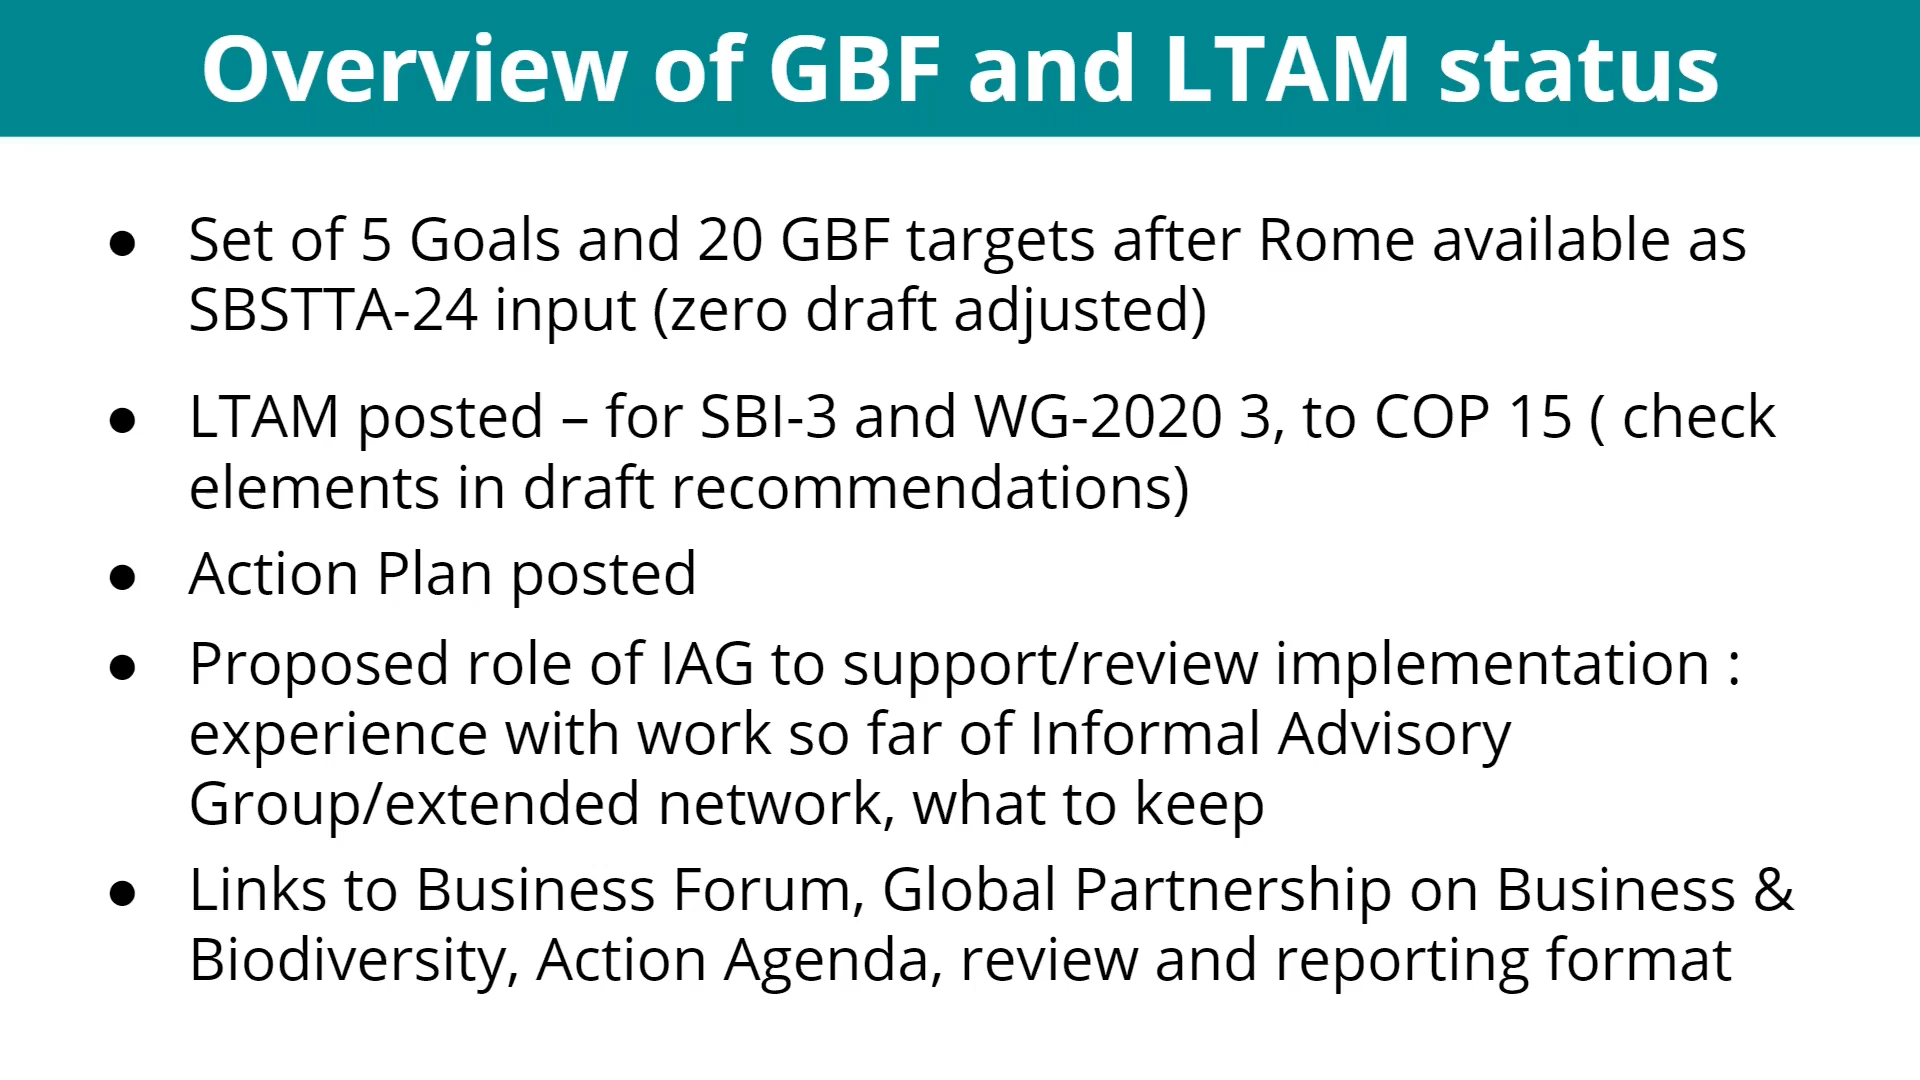 Overview of GBF and LTAM status
● Set of 5 Goals and 20 GBF targets after Rome available as
SBSTTA-24 input (zero draft adjusted)
● LTAM posted – for SBI-3 and WG-2020 3, to COP 15 ( check
elements in draft recommendations)
● Action Plan posted
● Proposed role of IAG to support/review implementation :
experience with work so far of Informal Advisory
Group/extended network, what to keep
● Links to Business Forum, Global Partnership on Business &
Biodiversity, Action Agenda, review and reporting format